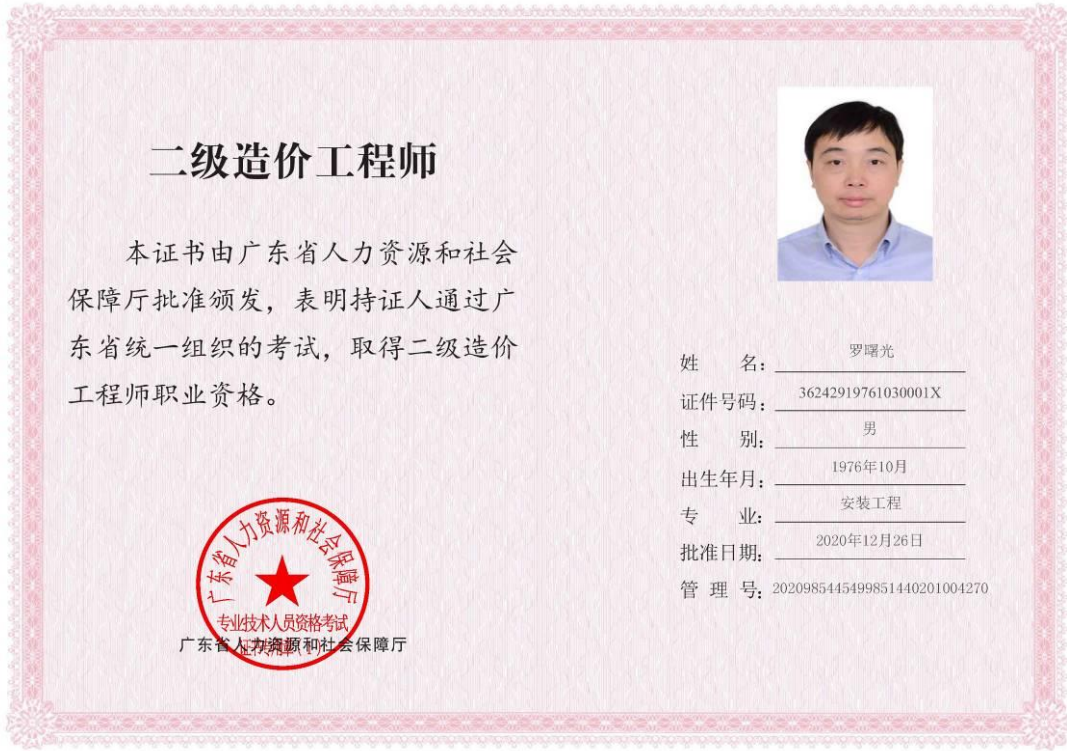 二级造价工程师
本证书由广东省人力资源和社会
保障厅批准颁发，表明持证人通过广
东省统一组织的考试，取得二级造价
工程师职业资格。
广东省人力资源和社会保障厅
专业技术人员资格考试
广东省人力资源和社会保障厅
姓 名：罗曙光
证件号码：36242919761030001X
性 别：男
出生年月：1976年10月
专 业：安装工程
批准日期：2020年12月26日
管 理 号：20209854454998514402010042​70